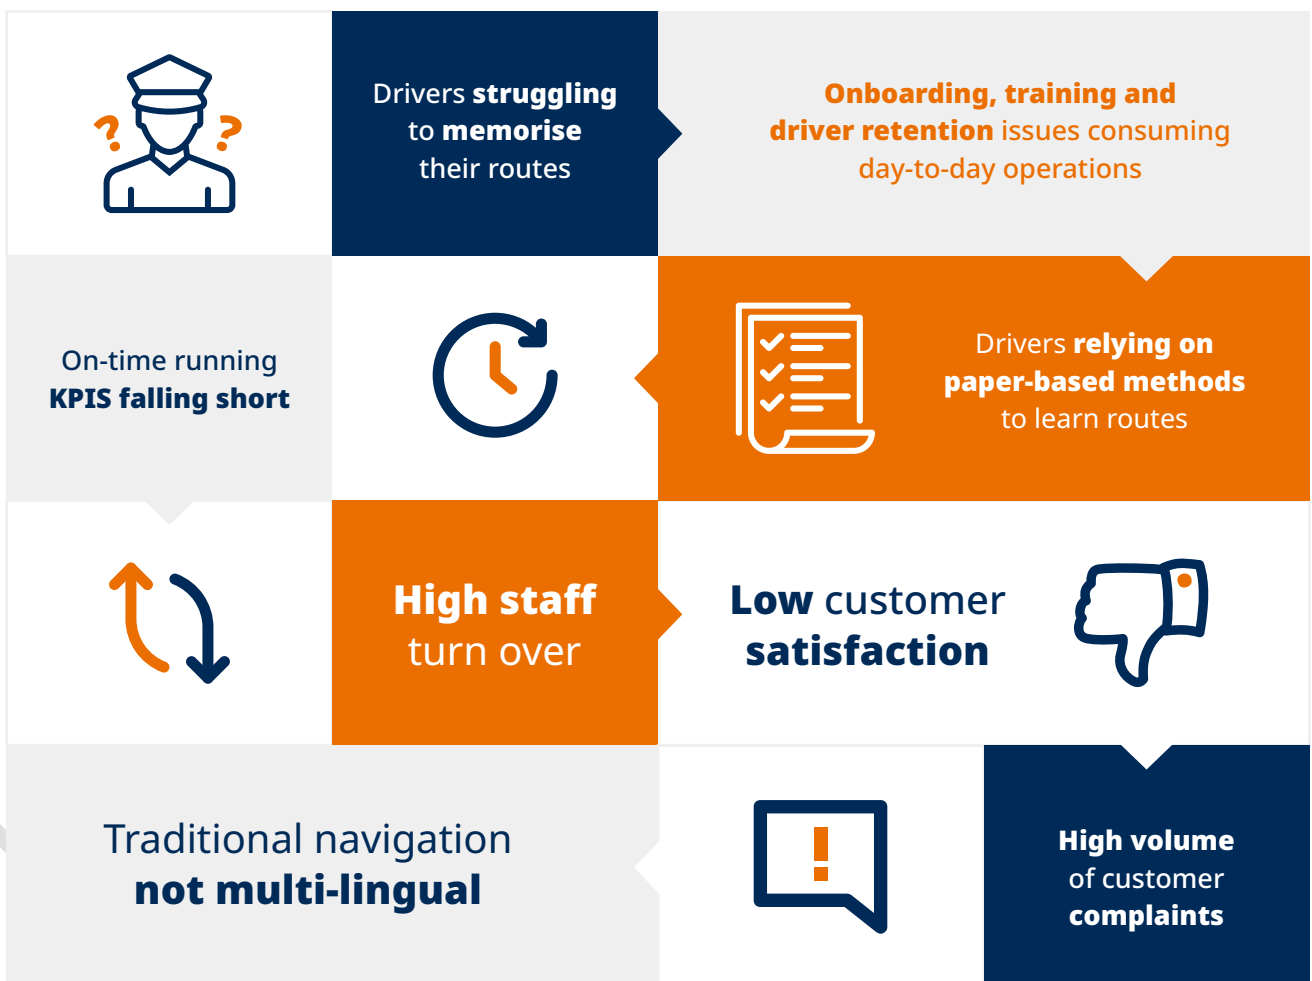 Drivers struggling
to memorise
their routes
Onboarding, training and
driver retention issues consuming
day-to-day operations
On-time running
KPIS falling short
Drivers relying on
paper-based methods
to learn routes
High staff
turn over
Low customer
satisfaction
Traditional navigation
not multi-lingual
High volume
of customer
complaints